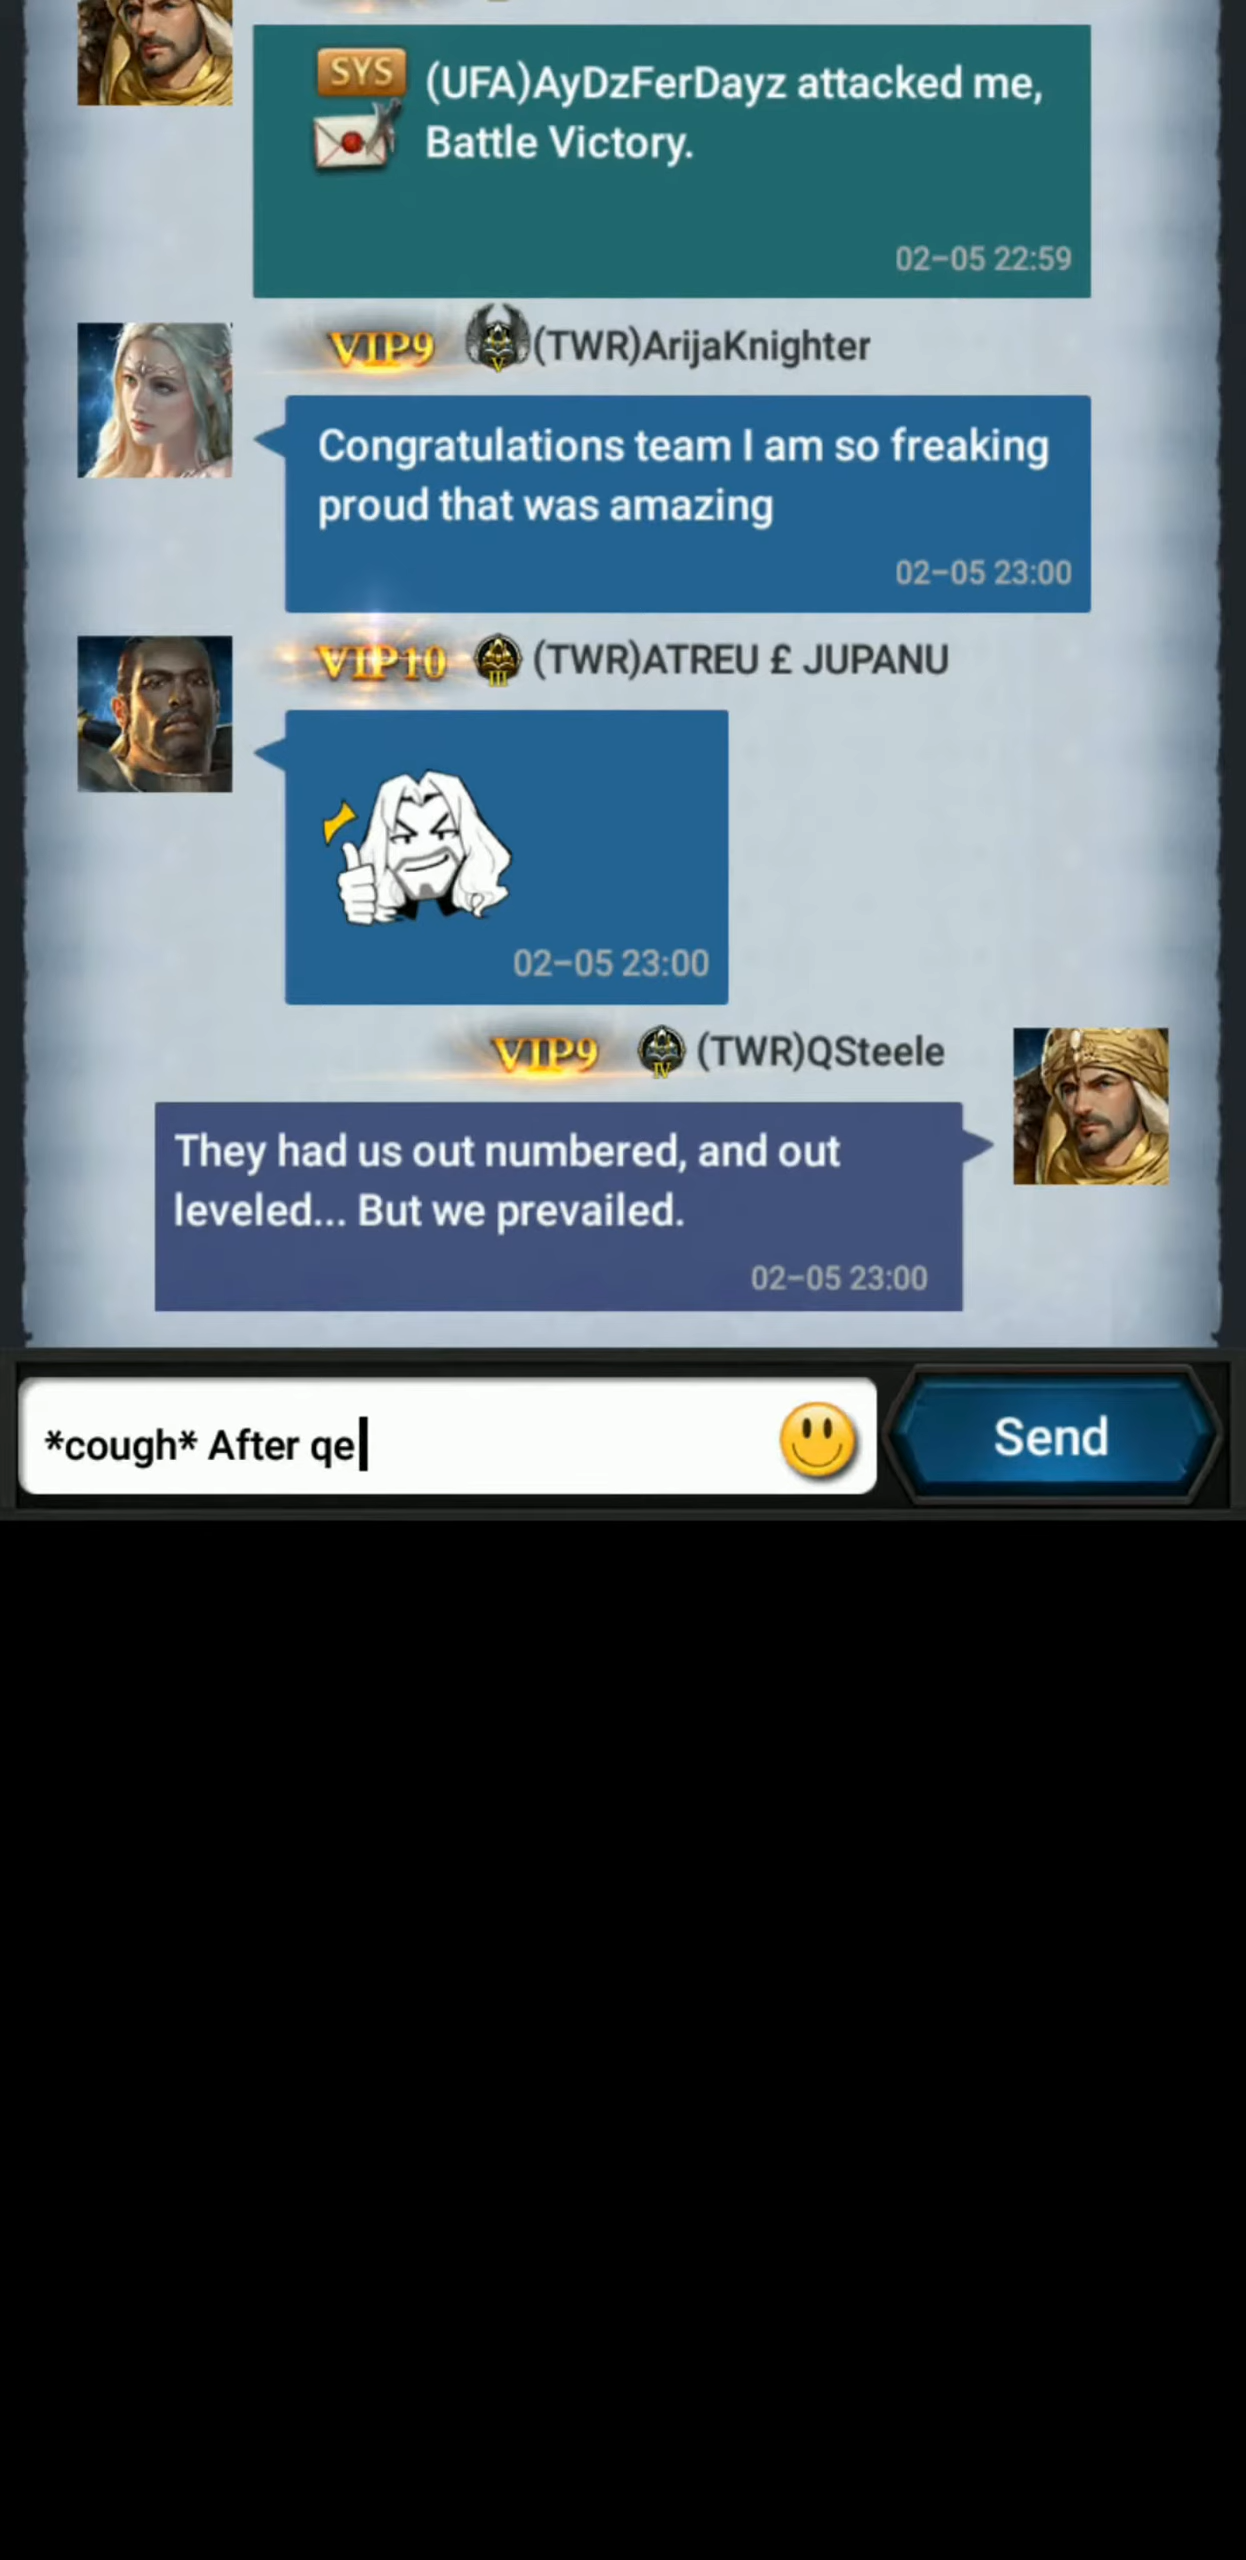 SYS
(UFA)AyDzFerDayz attacked me,
Battle Victory.
02-05 22:59
VIP9 V (TWR)ArijaKnighter
Congratulations team I am so freaking
proud that was amazing
02-05 23:00
VIP10 III (TWR)ATREU £ JUPANU
02-05 23:00
VIP9 IV (TWR)QSteele
They had us out numbered, and out
leveled... But we prevailed.
02-05 23:00
*cough* After qe
Send